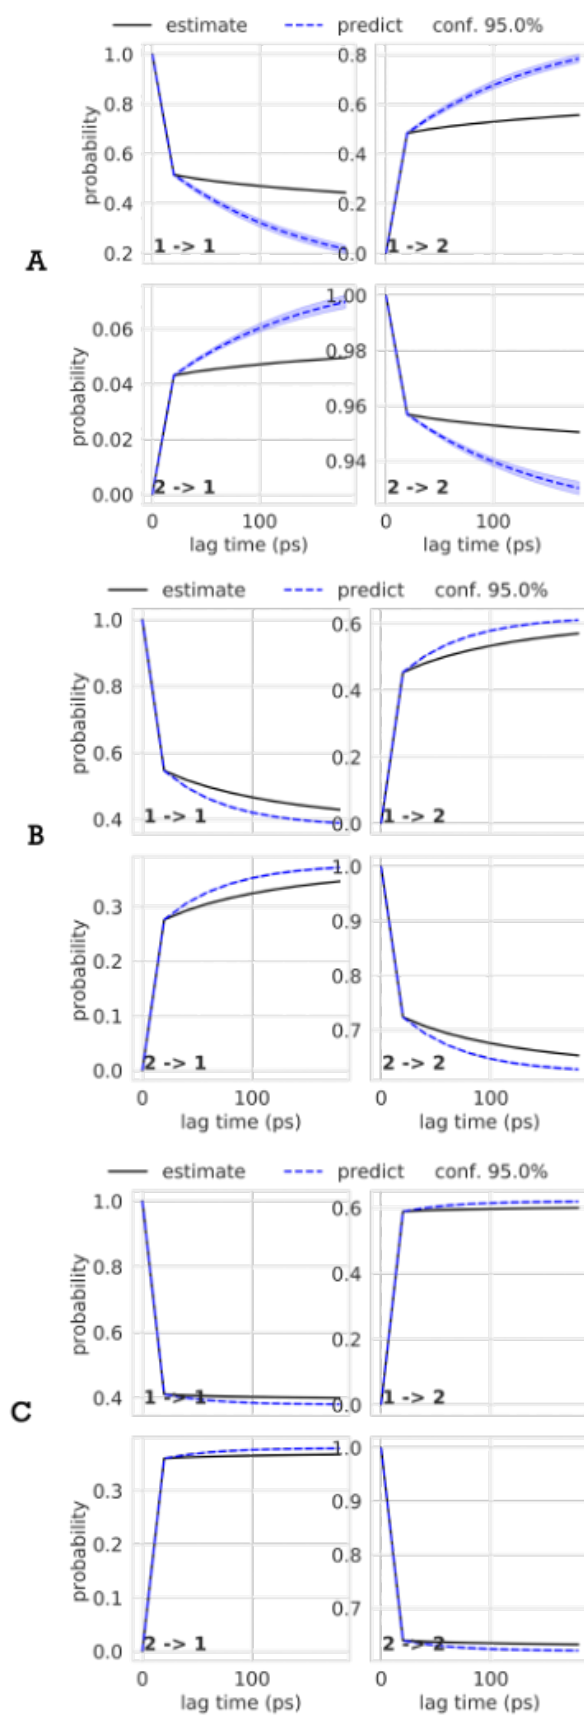 estimate predict conf. 95.0%
1.0 0.8 0.6 0.4 0.2
probability
1 -> 1
0.8 0.6 0.4 0.2 0.0
1 -> 2
A
0.06 0.04 0.02 0.00
probability
2 -> 1
1.00 0.98 0.96 0.94
2 -> 2
0 100 0 100
lag time (ps) lag time (ps)
estimate predict conf. 95.0%
1.0 0.8 0.6 0.4
probability
1 -> 1
0.6 0.4 0.2 0.0
1 -> 2
B
0.3 0.2 0.1 0.0
probability
2 -> 1
1.0 0.9 0.8 0.7
2 -> 2
0 100 0 100
lag time (ps) lag time (ps)
estimate predict conf. 95.0%
1.0 0.8 0.6 0.4
probability
1 -> 1
0.6 0.4 0.2 0.0
1 -> 2
C
0.3 0.2 0.1 0.0
probability
2 -> 1
1.0 0.9 0.8 0.7
2 -> 2
0 100 0 100
lag time (ps) lag time (ps)